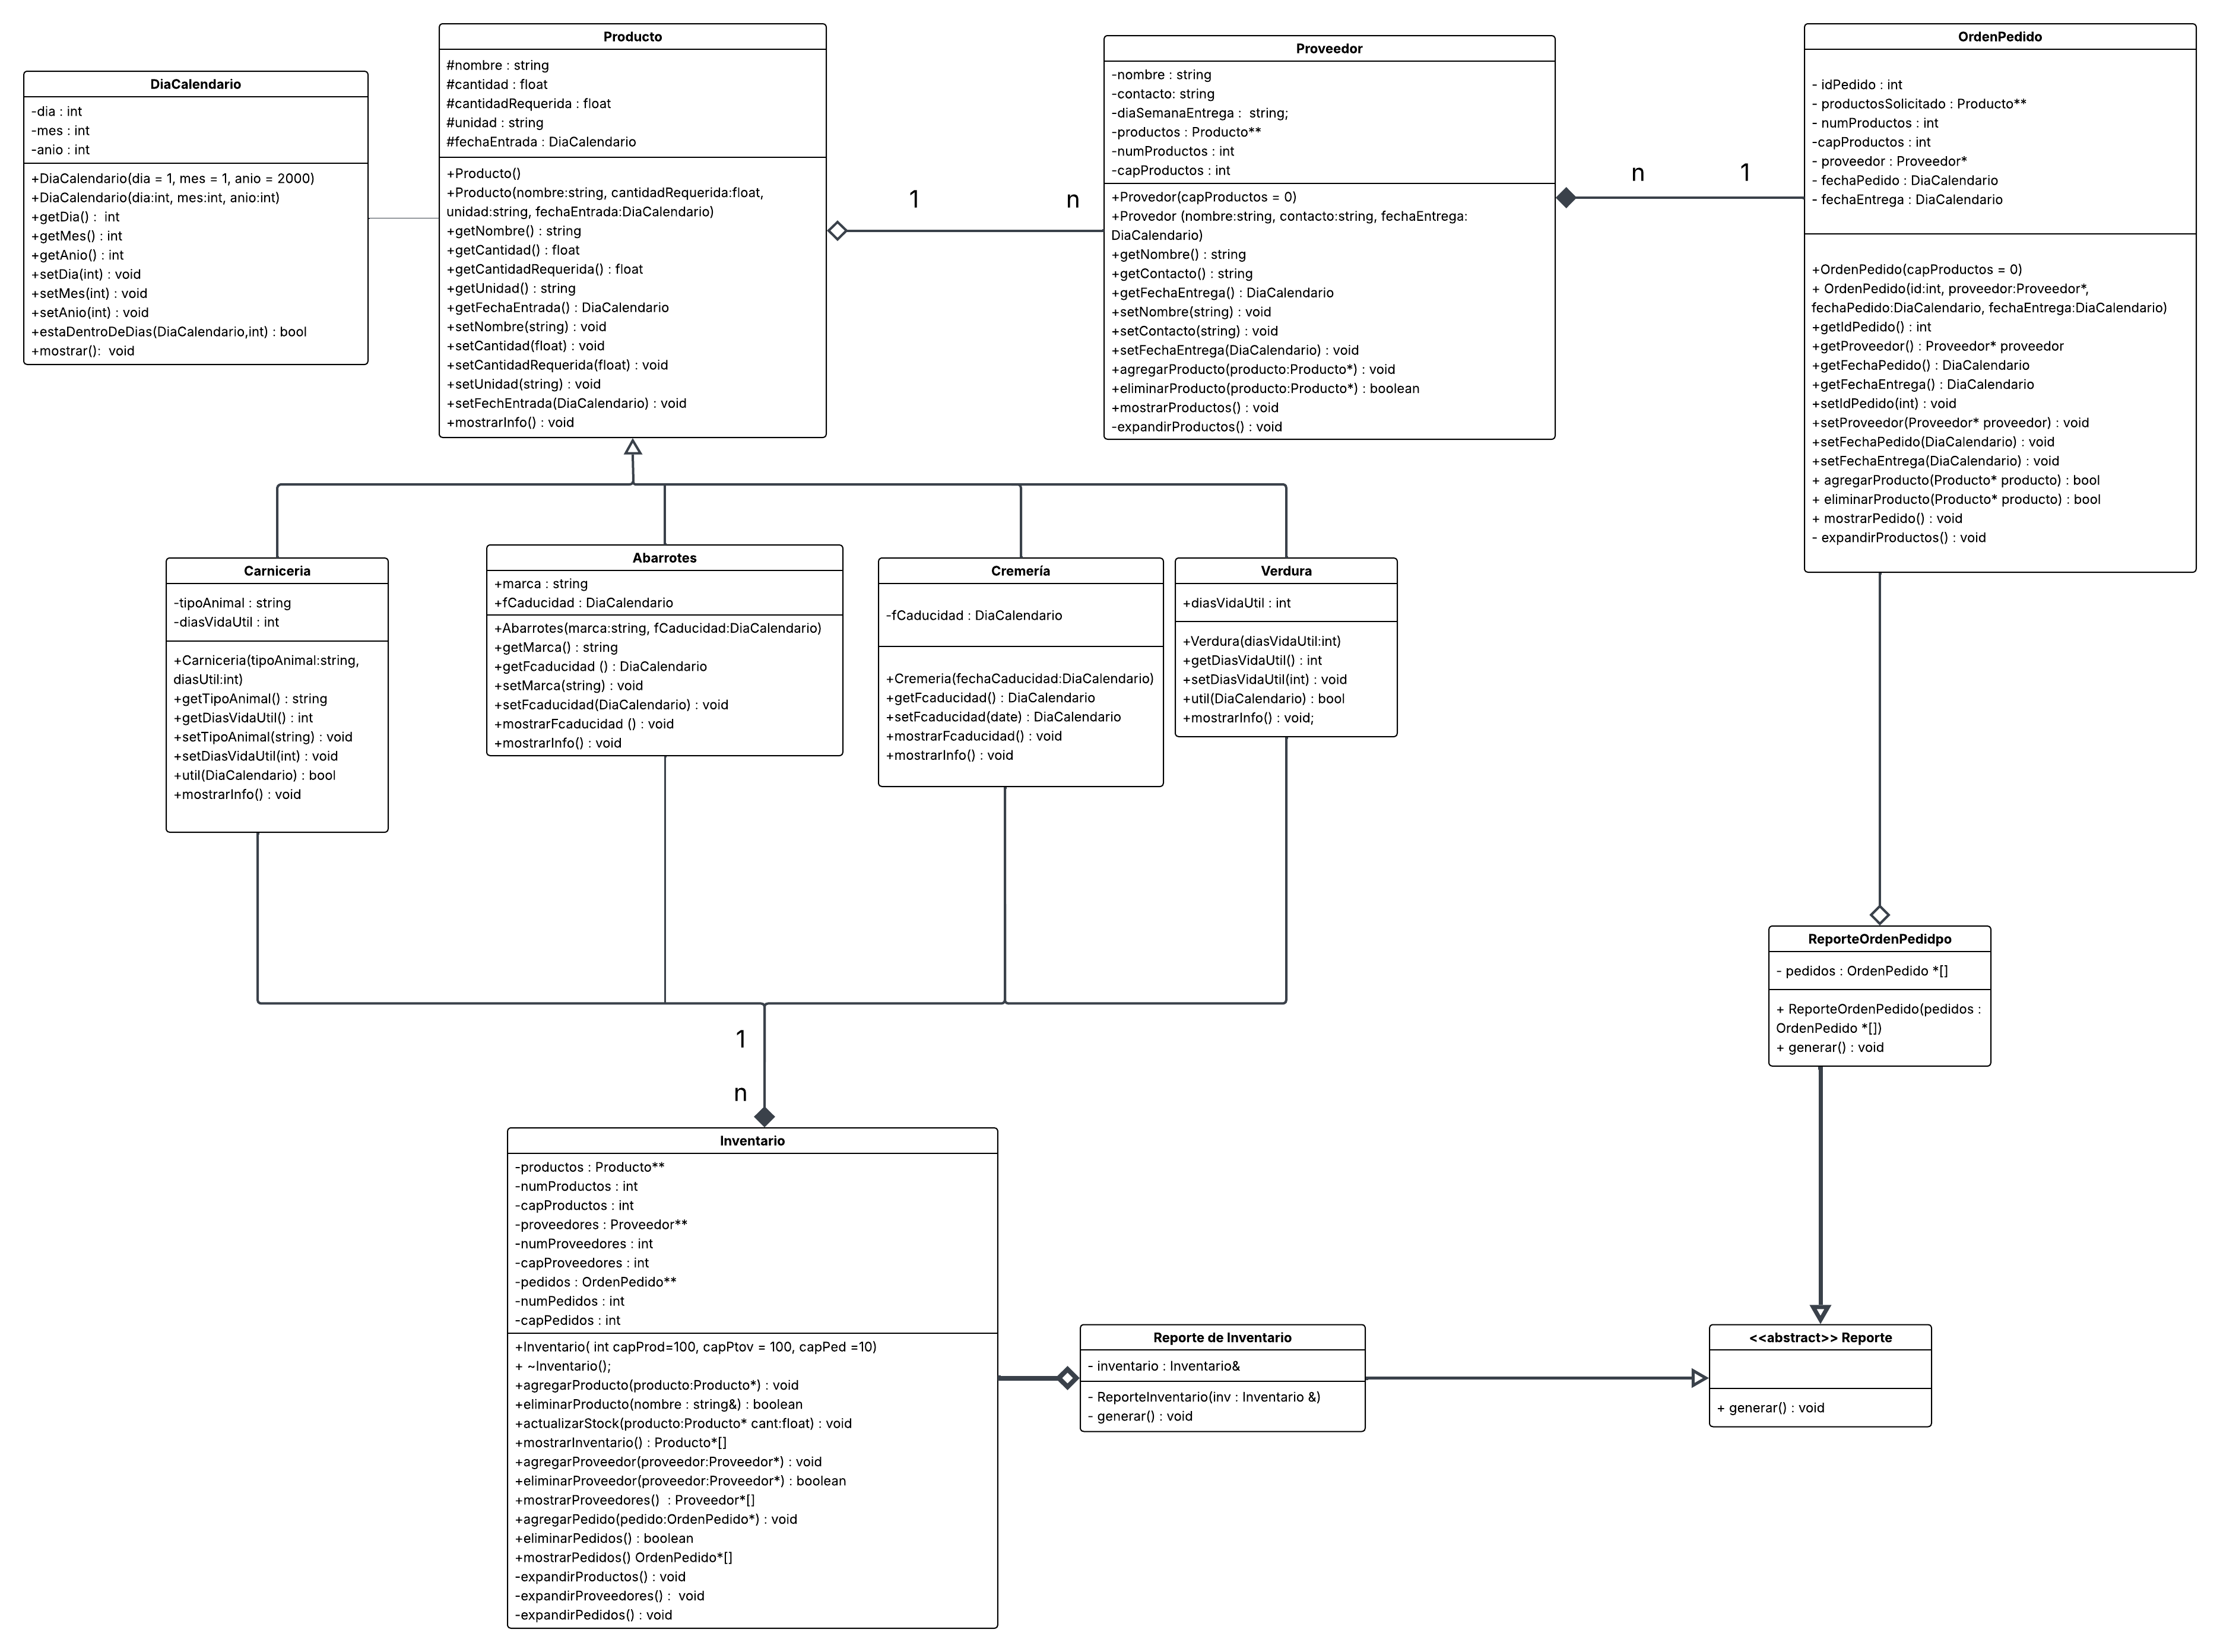 DiaCalendario
-dia : int
-mes : int
-anio : int
+DiaCalendario(dia = 1, mes = 1, anio = 2000)
+DiaCalendario(dia:int, mes:int, anio:int)
+getDia() :  int
+getMes() : int
+getAnio() : int
+setDia(int) : void
+setMes(int) : void
+setAnio(int) : void
+estaDentroDeDias(DiaCalendario,int) : bool
+mostrar():  void
Producto
#nombre : string
#cantidad : float
#cantidadRequerida : float
#unidad : string
#fechaEntrada : DiaCalendario
+Producto()
+Producto(nombre:string, cantidadRequerida:float,
unidad:string, fechaEntrada:DiaCalendario)
+getNombre() : string
+getCantidad() : float
+getCantidadRequerida() : float
+getUnidad() : string
+getFechaEntrada() : DiaCalendario
+setNombre(string) : void
+setCantidad(float) : void
+setCantidadRequerida(float) : void
+setUnidad(string) : void
+setFechEntrada(DiaCalendario) : void
+mostrarInfo() : void
1
n
Proveedor
-nombre : string
-contacto: string
-diaSemanaEntrega :  string;
-productos : Producto**
-numProductos : int
-capProductos : int
+Provedor(capProductos = 0)
+Provedor (nombre:string, contacto:string, fechaEntrega:
DiaCalendario)
+getNombre() : string
+getContacto() : string
+getFechaEntrega() : DiaCalendario
+setNombre(string) : void
+setContacto(string) : void
+setFechaEntrega(DiaCalendario) : void
+agregarProducto(producto:Producto*) : void
+eliminarProducto(producto:Producto*) : boolean
+mostrarProductos() : void
-expandirProductos() : void
n
1
OrdenPedido
- idPedido : int
- productosSolicitado : Producto**
- numProductos : int
-capProductos : int
- proveedor : Proveedor*
- fechaPedido : DiaCalendario
- fechaEntrega : DiaCalendario
+OrdenPedido(capProductos = 0)
+ OrdenPedido(id:int, proveedor:Proveedor*,
fechaPedido:DiaCalendario, fechaEntrega:DiaCalendario)
+getIdPedido() : int
+getProveedor() : Proveedor* proveedor
+getFechaPedido() : DiaCalendario
+getFechaEntrega() : DiaCalendario
+setIdPedido(int) : void
+setProveedor(Proveedor* proveedor) : void
+setFechaPedido(DiaCalendario) : void
+setFechaEntrega(DiaCalendario) : void
+ agregarProducto(Producto* producto) : bool
+ eliminarProducto(Producto* producto) : bool
+ mostrarPedido() : void
- expandirProductos() : void
Carniceria
-tipoAnimal : string
-diasVidaUtil : int
+Carniceria(tipoAnimal:string,
diasUtil:int)
+getTipoAnimal() : string
+getDiasVidaUtil() : int
+setTipoAnimal(string) : void
+setDiasVidaUtil(int) : void
+util(DiaCalendario) : bool
+mostrarInfo() : void
Abarrotes
+marca : string
+fCaducidad : DiaCalendario
+Abarrotes(marca:string, fCaducidad:DiaCalendario)
+getMarca() : string
+getFcaducidad () : DiaCalendario
+setMarca(string) : void
+setFcaducidad(DiaCalendario) : void
+mostrarFcaducidad () : void
+mostrarInfo() : void
Cremería
-fCaducidad : DiaCalendario
+Cremeria(fechaCaducidad:DiaCalendario)
+getFcaducidad() : DiaCalendario
+setFcaducidad(date) : DiaCalendario
+mostrarFcaducidad() : void
+mostrarInfo() : void
Verdura
+diasVidaUtil : int
+Verdura(diasVidaUtil:int)
+getDiasVidaUtil() : int
+setDiasVidaUtil(int) : void
+util(DiaCalendario) : bool
+mostrarInfo() : void;
ReporteOrdenPedidpo
- pedidos : OrdenPedido *[]
+ ReporteOrdenPedido(pedidos :
OrdenPedido *[])
+ generar() : void
1
n
Inventario
-productos : Producto**
-numProductos : int
-capProductos : int
-proveedores : Proveedor**
-numProveedores : int
-capProveedores : int
-pedidos : OrdenPedido**
-numPedidos : int
-capPedidos : int
+Inventario( int capProd=100, capPtov = 100, capPed =10)
+ ~Inventario();
+agregarProducto(producto:Producto*) : void
+eliminarProducto(nombre : string&) : boolean
+actualizarStock(producto:Producto* cant:float) : void
+mostrarInventario() : Producto*[]
+agregarProveedor(proveedor:Proveedor*) : void
+eliminarProveedor(proveedor:Proveedor*) : boolean
+mostrarProveedores()  : Proveedor*[]
+agregarPedido(pedido:OrdenPedido*) : void
+eliminarPedidos() : boolean
+mostrarPedidos() OrdenPedido*[]
-expandirProductos() : void
-expandirProveedores() :  void
-expandirPedidos() : void
Reporte de Inventario
- inventario : Inventario&
- ReporteInventario(inv : Inventario &)
- generar() : void
<<abstract>> Reporte
+ generar() : void